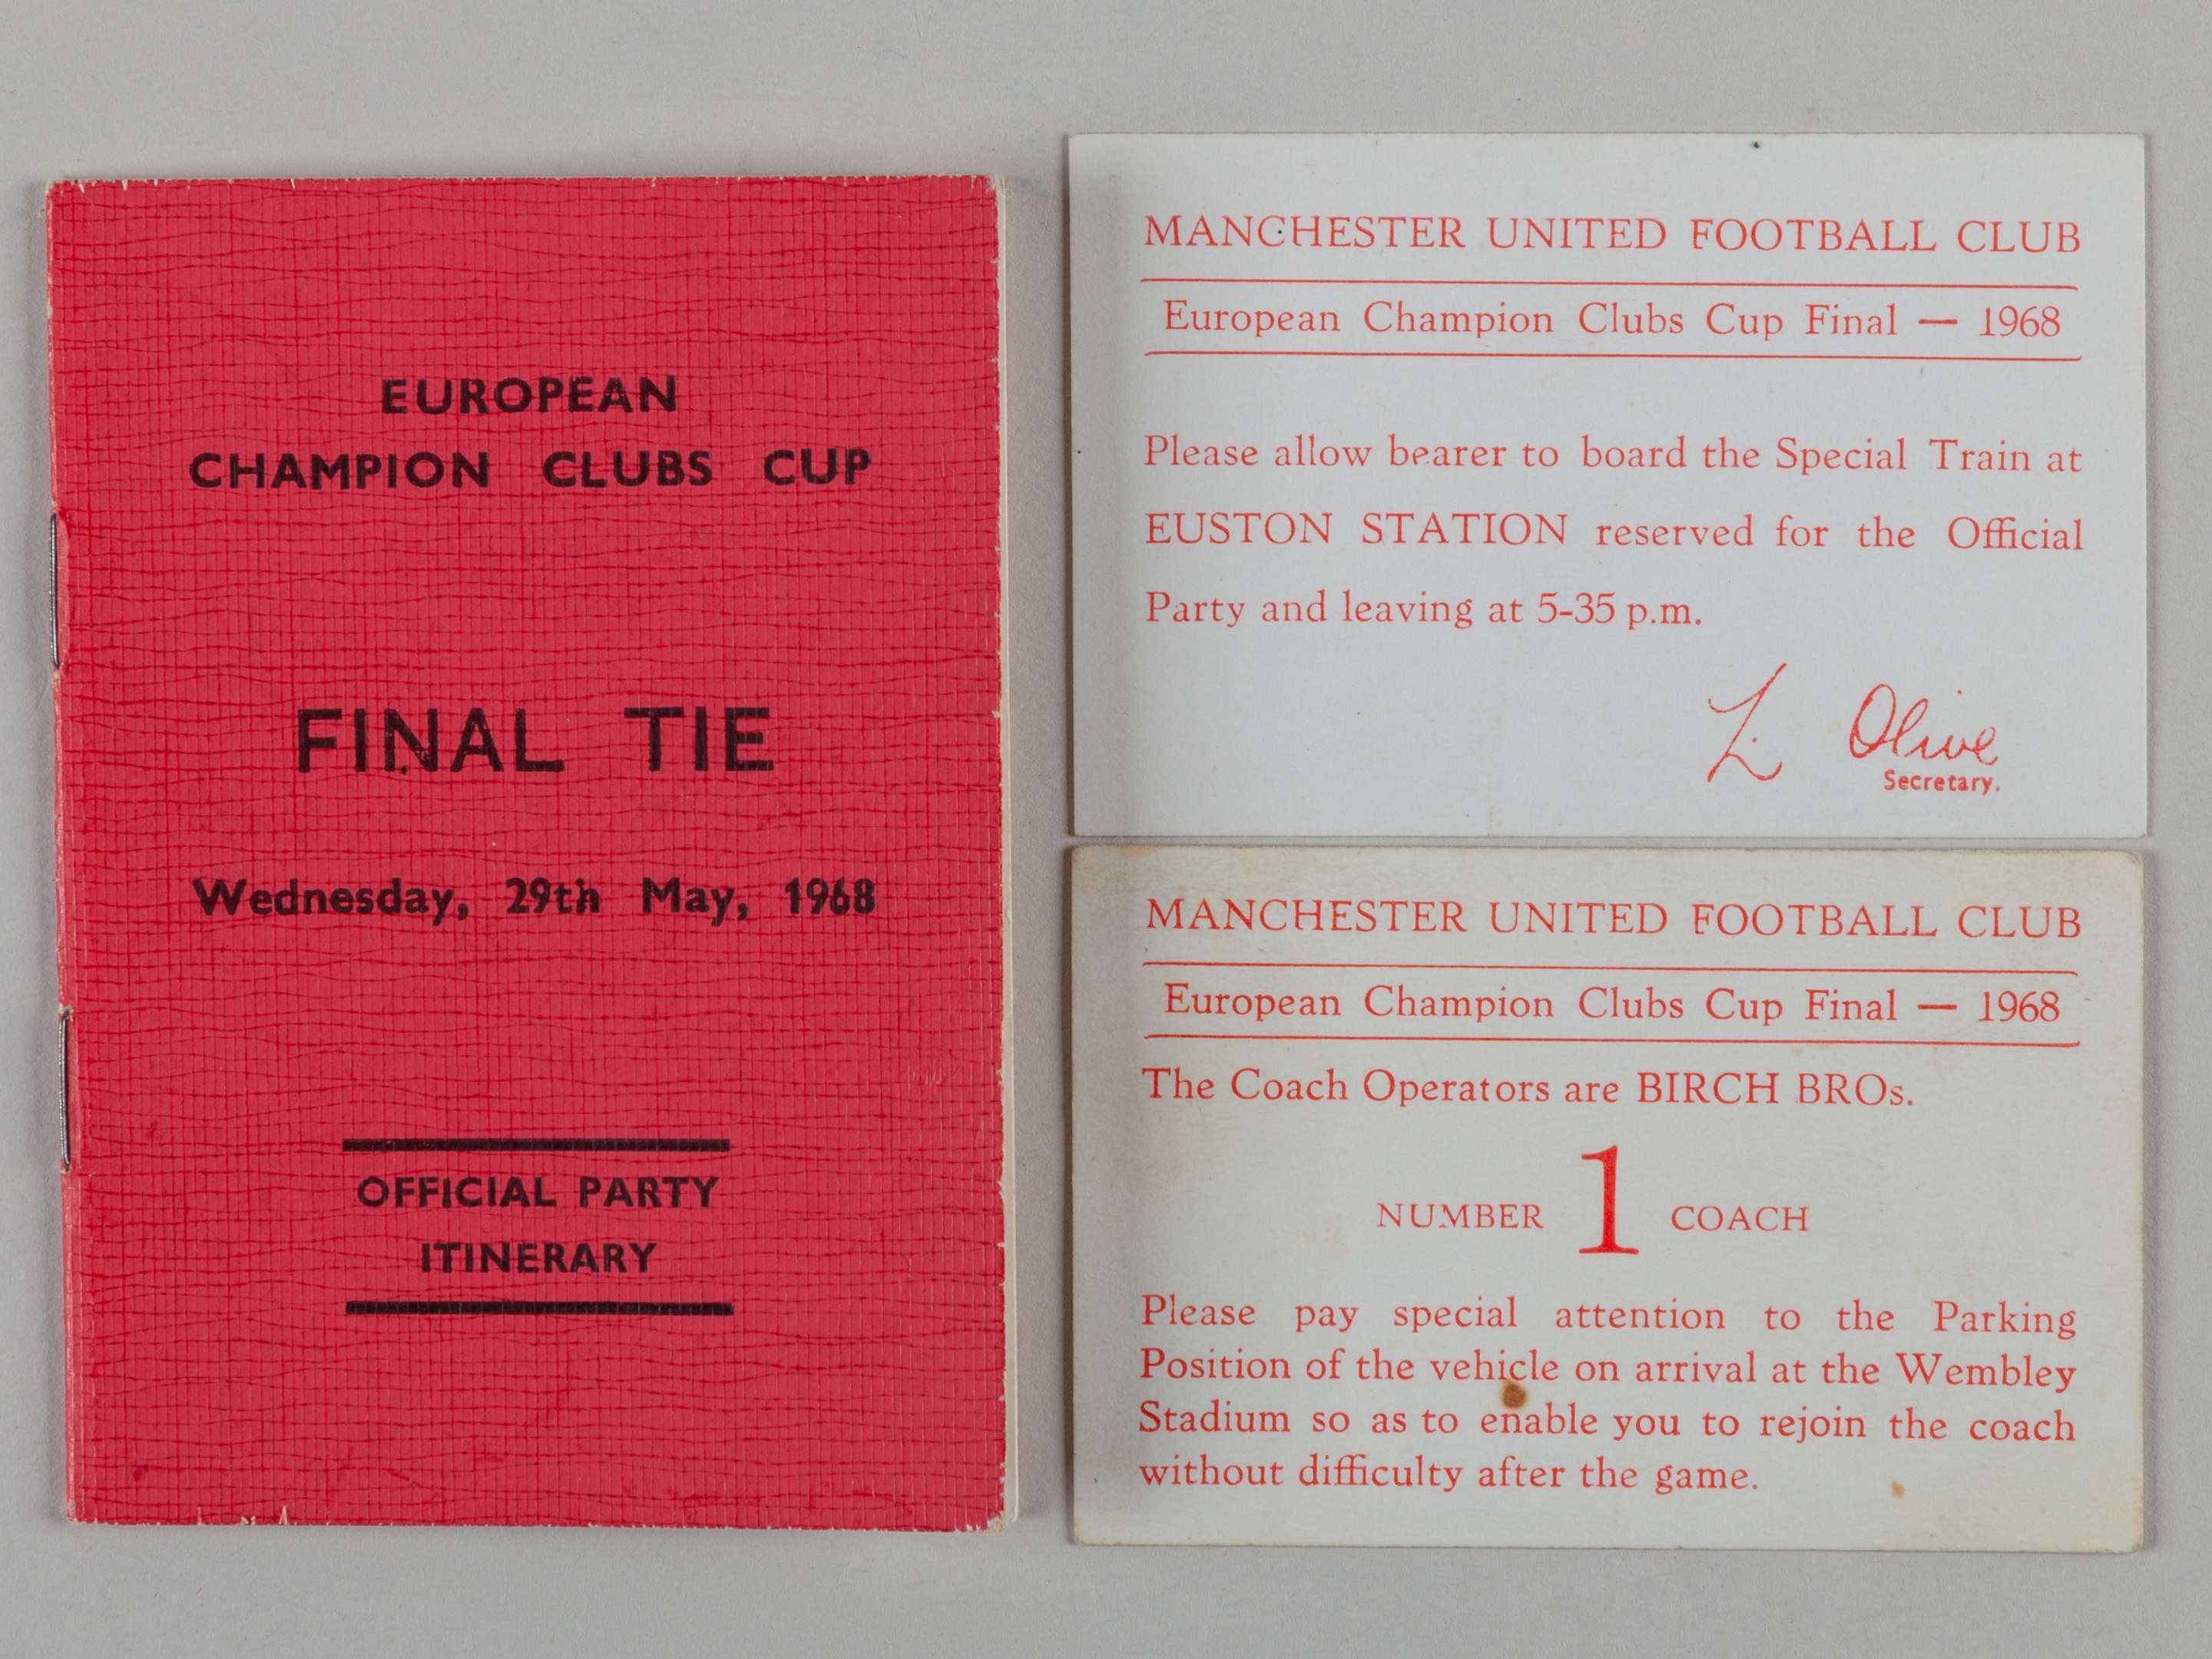 EUROPEAN
CHAMPION CLUBS CUP
FINAL TIE
Wednesday, 29th May, 1968
OFFICIAL PARTY
ITINERARY
MANCHESTER UNITED FOOTBALL CLUB
European Champion Clubs Cup Final — 1968
Please allow bearer to board the Special Train at
EUSTON STATION reserved for the Official
Party and leaving at 5-35 p.m.
L. Olive
Secretary.
MANCHESTER UNITED FOOTBALL CLUB
European Champion Clubs Cup Final — 1968
The Coach Operators are BIRCH BROs.
NUMBER 1 COACH
Please pay special attention to the Parking
Position of the vehicle on arrival at the Wembley
Stadium so as to enable you to rejoin the coach
without difficulty after the game.